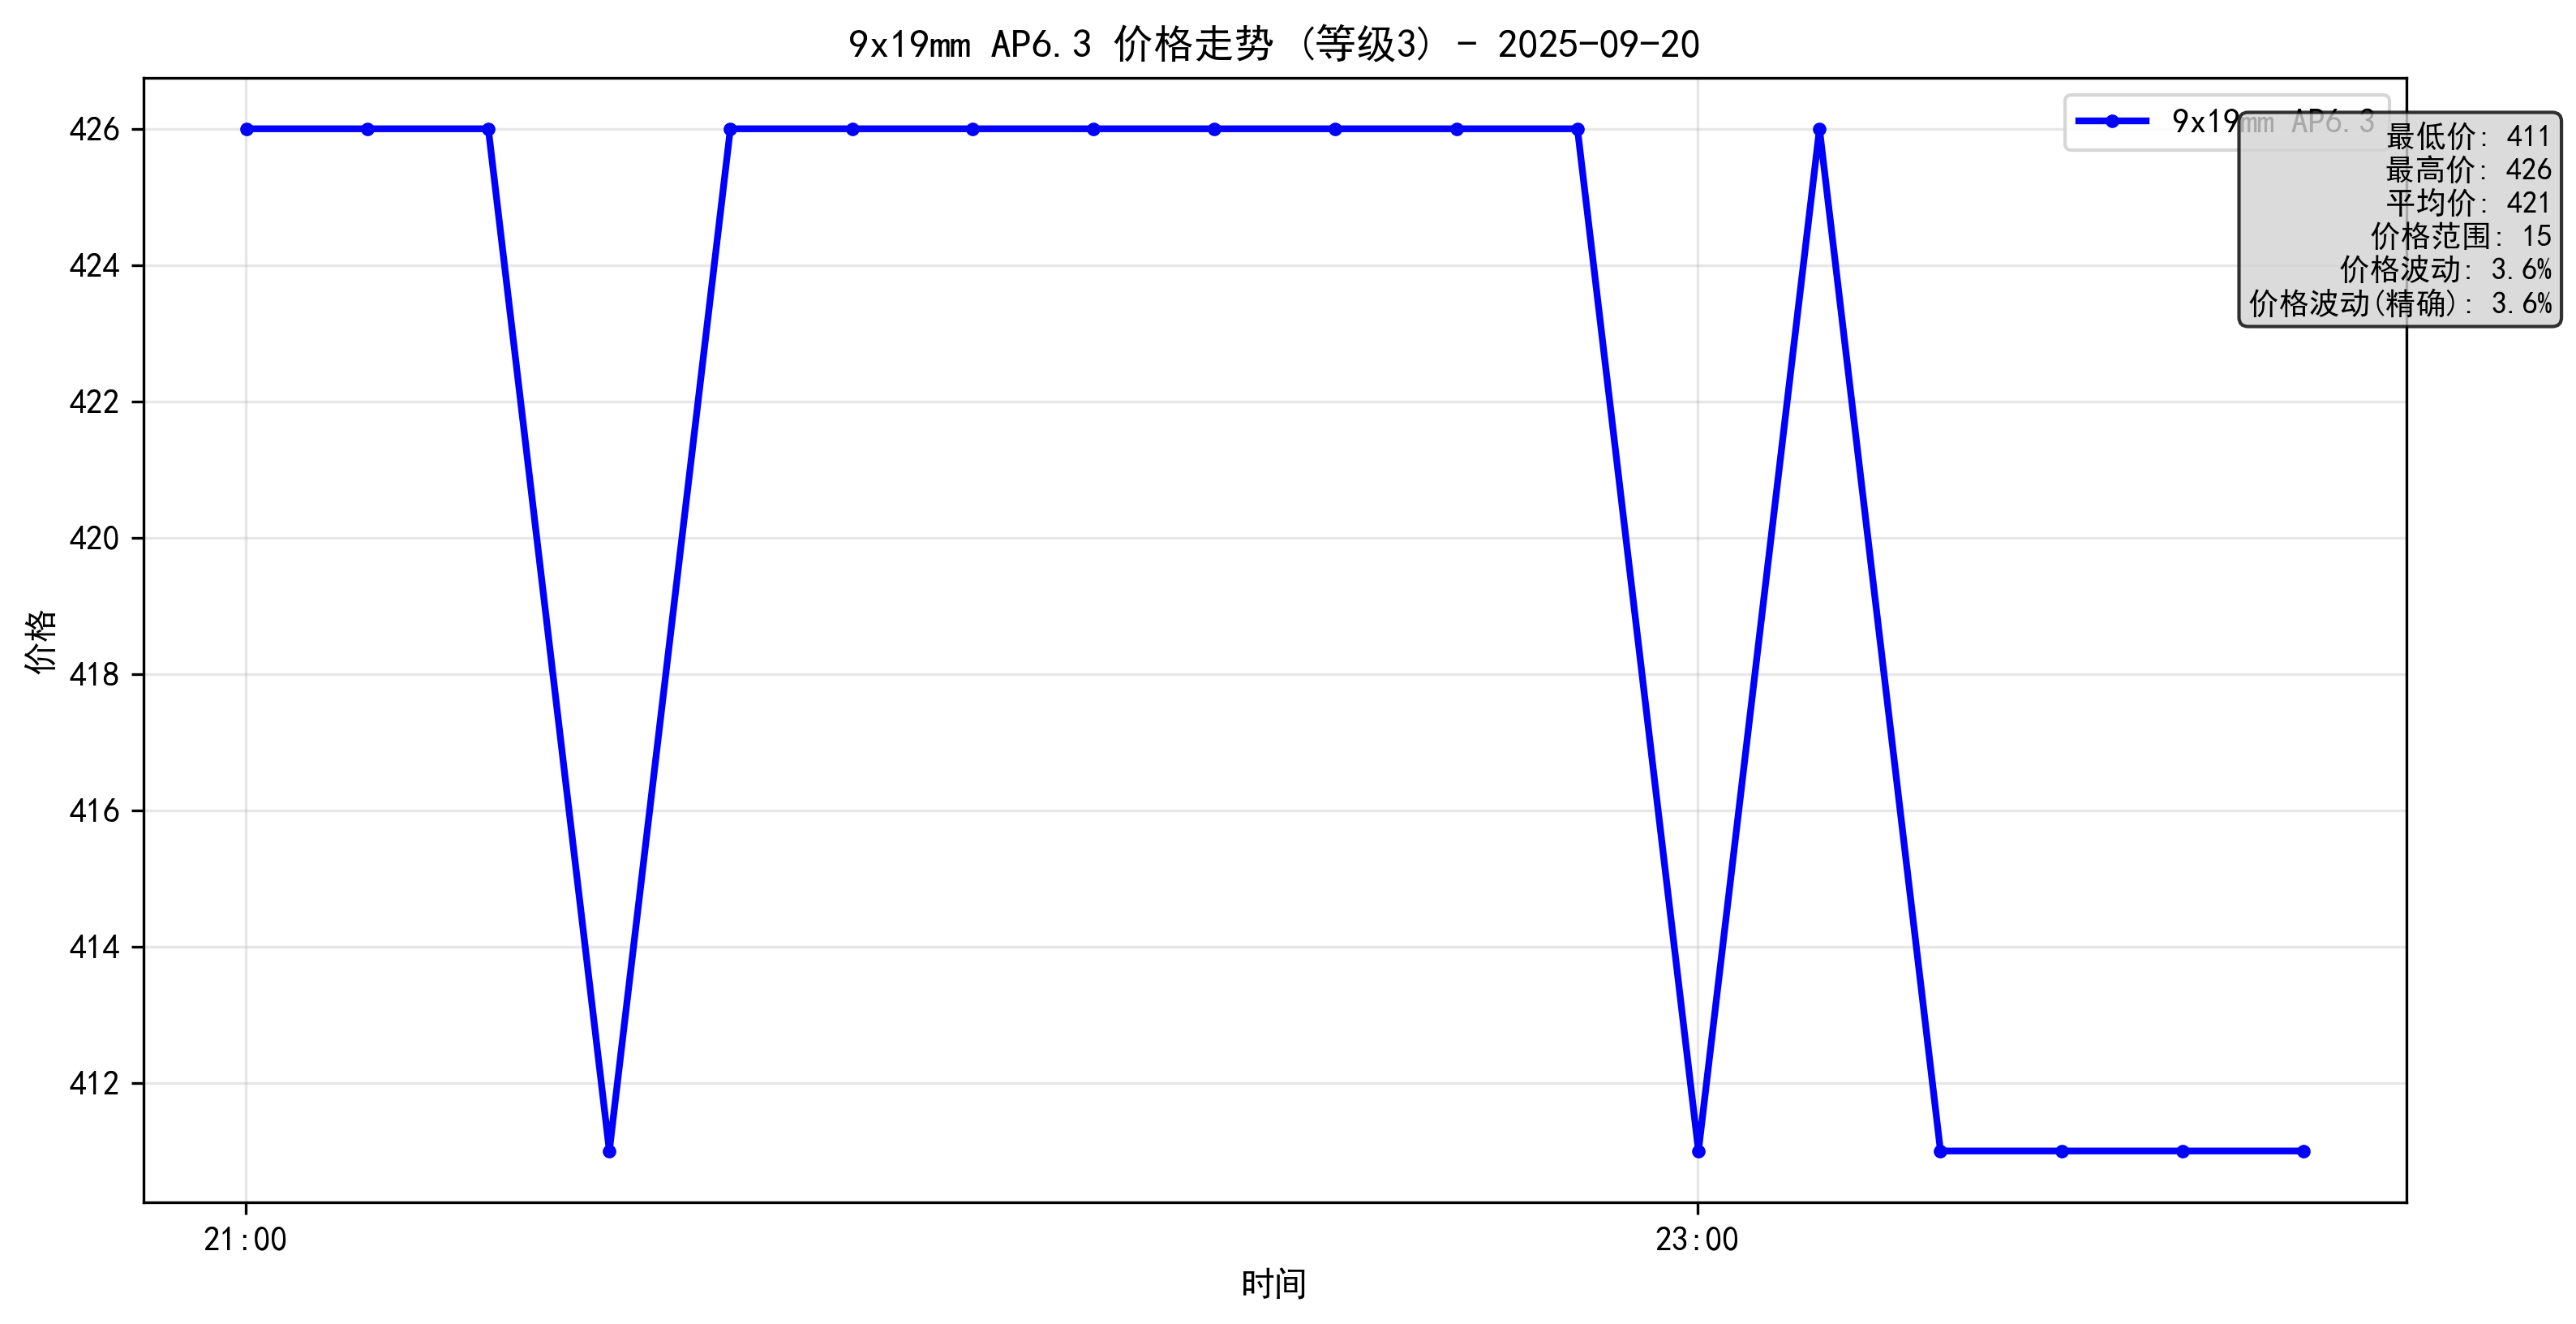 9x19mm AP6.3 价格走势 (等级3) - 2025-09-20
9x19mm AP6.3
最低价: 411
最高价: 426
平均价: 421
价格范围: 15
价格波动: 3.6%
价格波动(精确): 3.6%
426
424
422
420
418
416
414
412
价格
21:00
23:00
时间